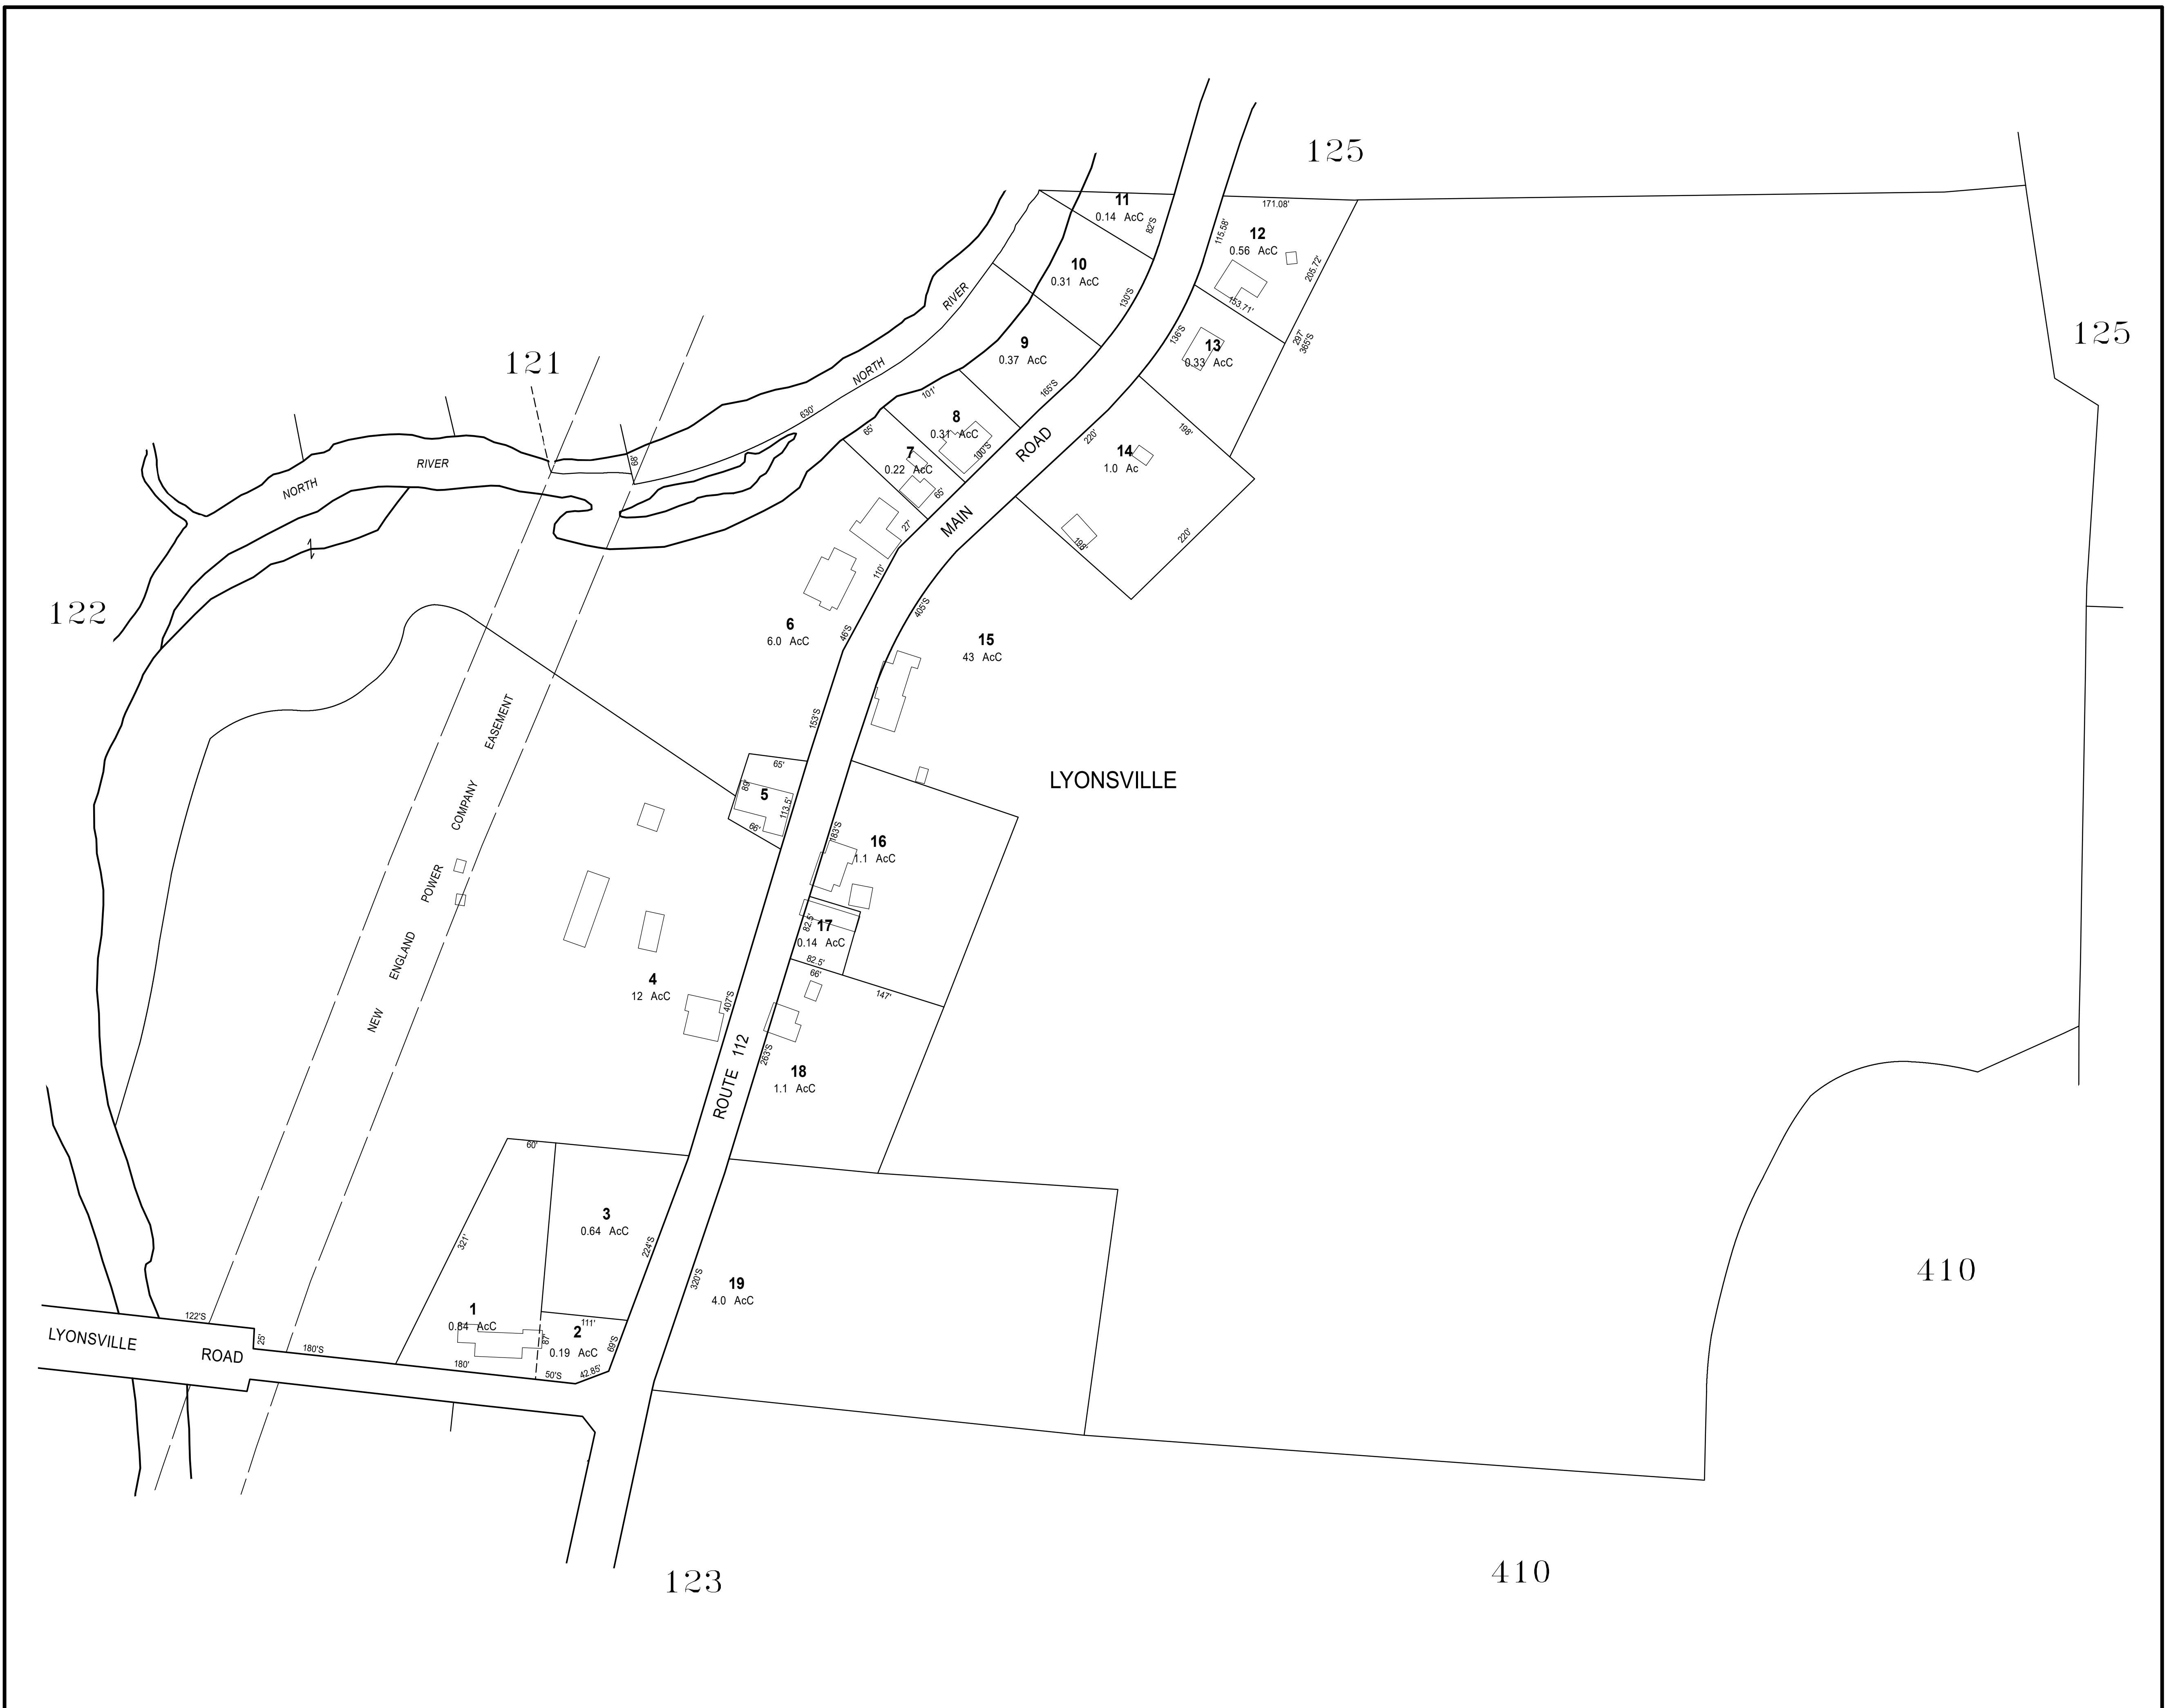 125
11
0.14 AcC
82'S
171.08'
115.58'
12
0.56 AcC
205.72'
153.71'
10
0.31 AcC
130'S
RIVER
297'
365'S
125
136'S
13
0.33 AcC
9
0.37 AcC
165'S
NORTH
630'
121
101'
8
0.31 AcC
100'S
65'
7
0.22 AcC
65'
27'
ROAD
MAIN
220'
198'
14
1.0 Ac
198'
220'
68'
RIVER
NORTH
122
110'
405'S
6
6.0 AcC
46'S
15
43 AcC
153'S
EASEMENT
COMPANY
POWER
ENGLAND
NEW
65'
89'
5
113.5'
66'
LYONSVILLE
183'S
16
1.1 AcC
82.5'
17
0.14 AcC
82.5'
66'
147'
4
12 AcC
407'S
ROUTE 112
263'S
18
1.1 AcC
60'
321'
3
0.64 AcC
224'S
320'S
19
4.0 AcC
410
1
0.84 AcC
111'
2
0.19 AcC
87'
69'S
122'S
LYONSVILLE
ROAD
25'
180'S
180'
50'S
42.85'
123
410